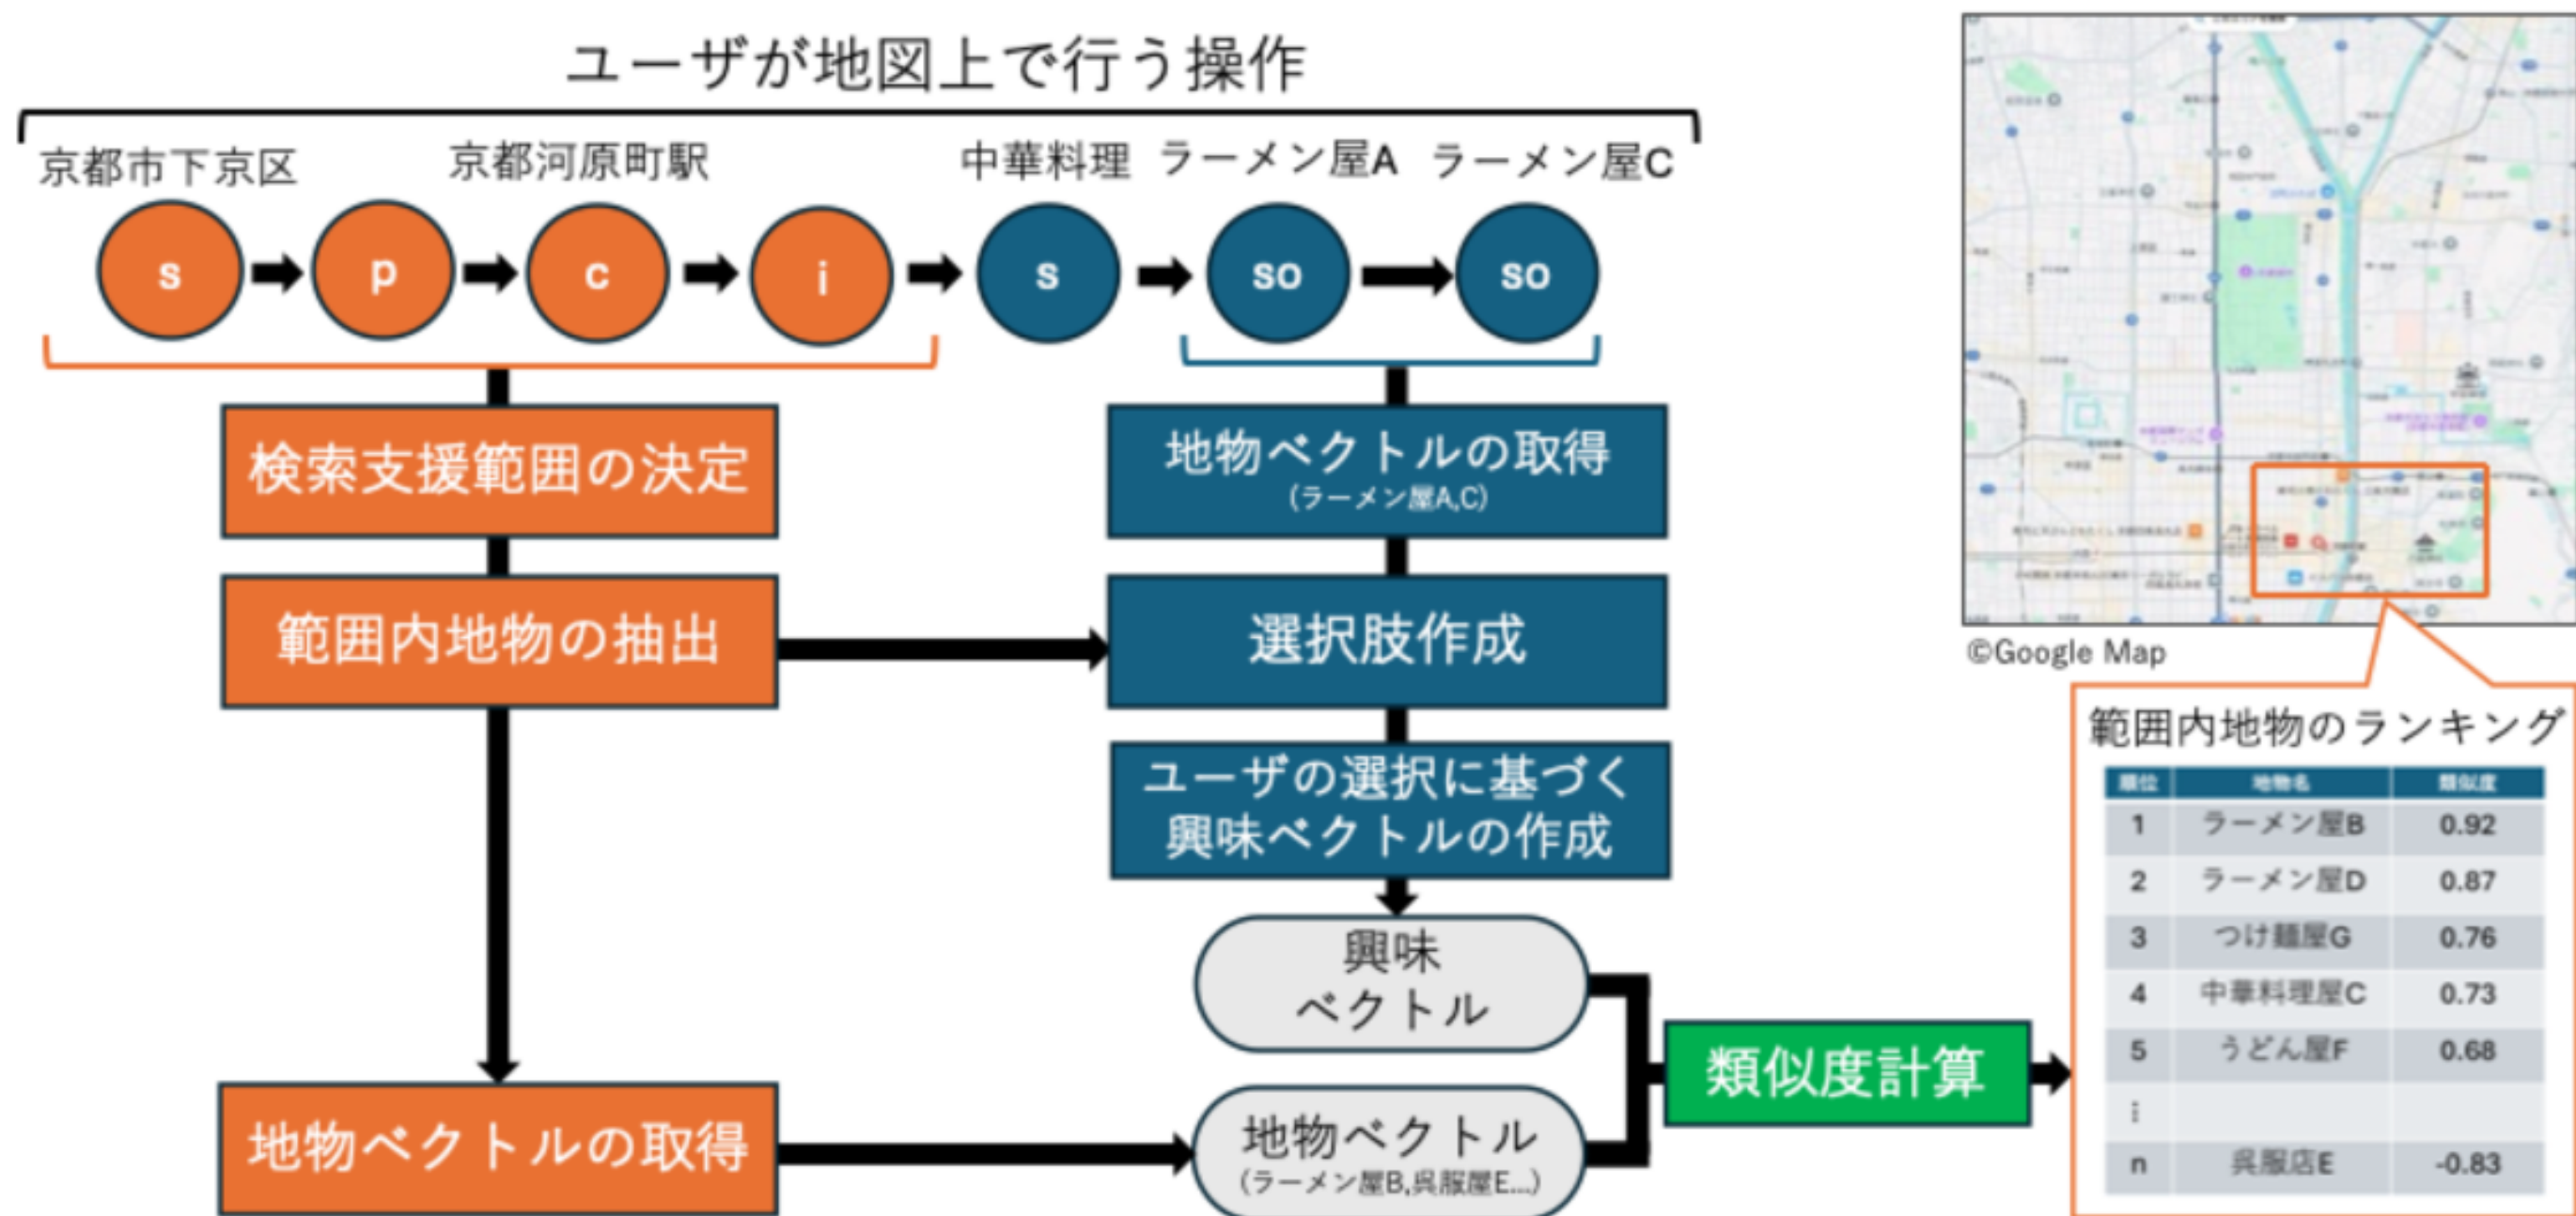 ユーザが地図上で行う操作
京都市下京区
京都河原町駅
中華料理
ラーメン屋A
ラーメン屋C
s
p
c
i
s
so
so
検索支援範囲の決定
範囲内地物の抽出
地物ベクトルの取得
地物ベクトルの取得
(ラーメン屋A,C)
選択肢作成
ユーザの選択に基づく
興味ベクトルの作成
興味
ベクトル
地物ベクトル
(ラーメン屋B,呉服屋E...)
類似度計算
©Google Map
範囲内地物のランキング
順位 地物名 類似度
1 ラーメン屋B 0.92
2 ラーメン屋D 0.87
3 つけ麺屋G 0.76
4 中華料理屋C 0.73
5 うどん屋F 0.68
⋮
n 呉服店E -0.83